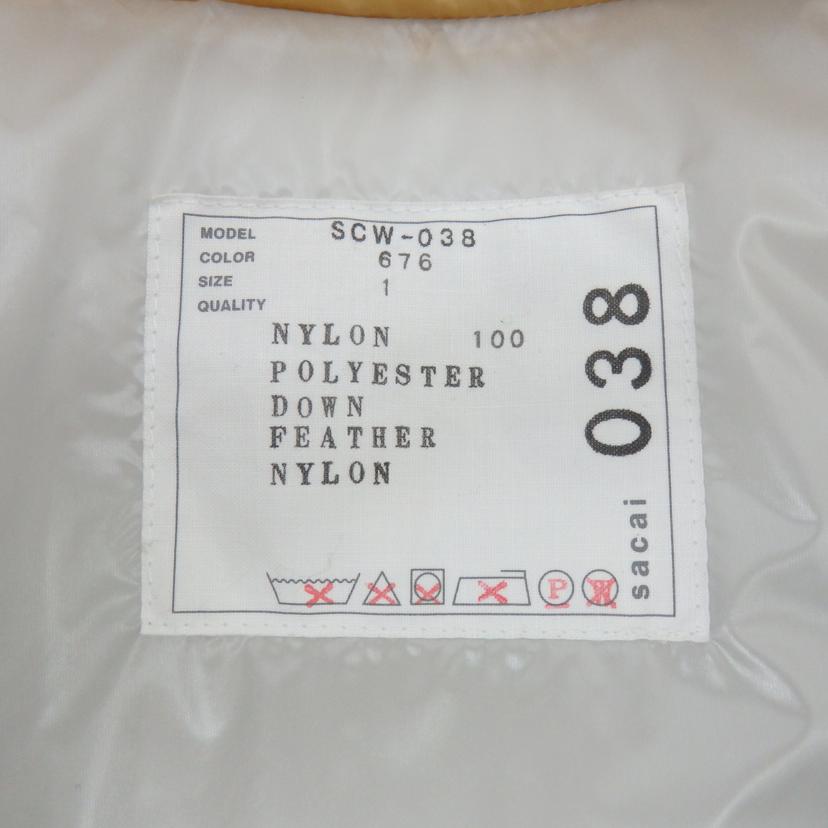 MODEL SCW-038
COLOR 676
SIZE 1
QUALITY
NYLON 100
POLYESTER
DOWN
FEATHER
NYLON
P
sacai 038